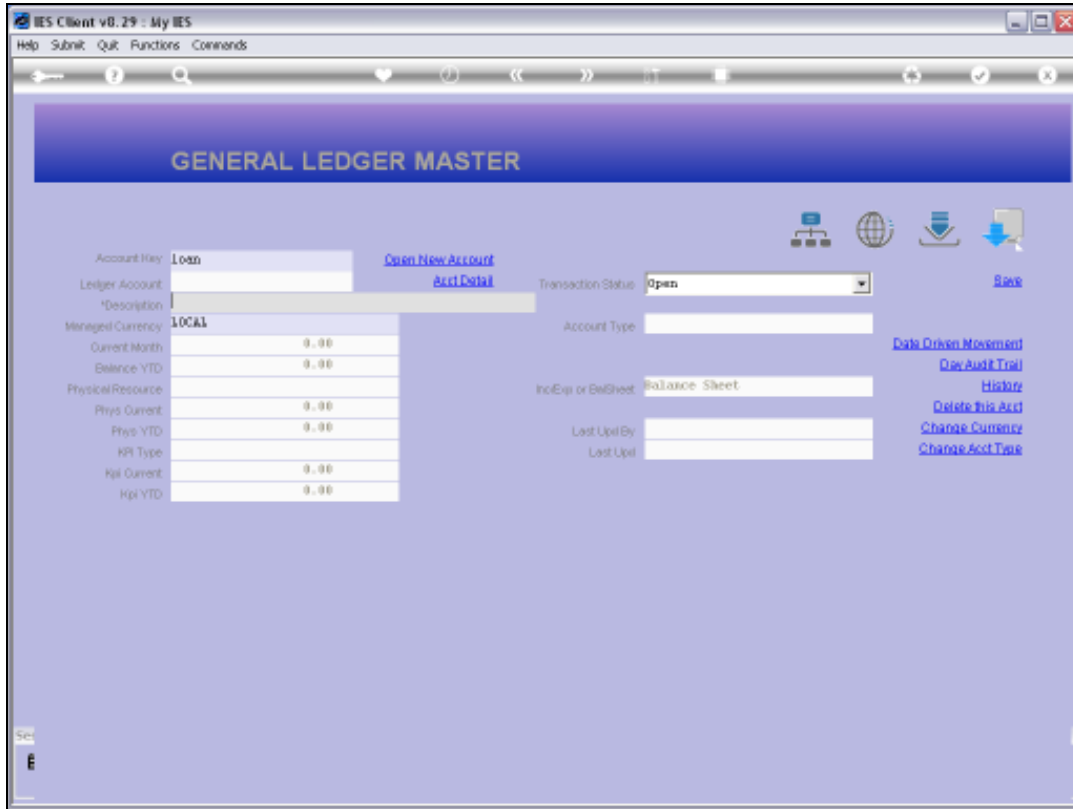 IES Client v8.29 : My IES
Help Submit Quit Functions Commands
GENERAL LEDGER MASTER
Account Key loan Open New Account
Ledger Account Acct Detail Transaction Status Open Save
*Description
Managed Currency LOCAL Account Type
Current Month 0.00 Date Driven Movement
Balance YTD 0.00 Day Audit Trail
Physical Resource Inc/Exp or BalSheet Balance Sheet History
Phys Current 0.00 Delete this Acct
Phys YTD 0.00 Last Upd By Change Currency
KPI Type Last Upd Change Acct Type
Kpi Current 0.00
Kpi YTD 0.00